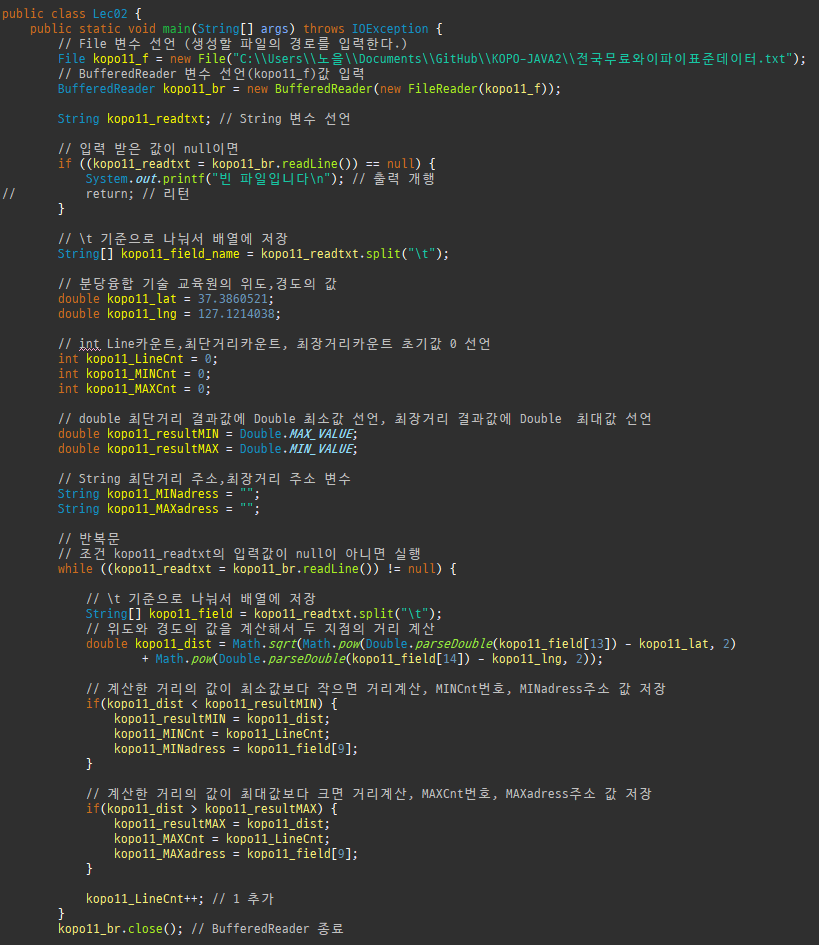 public class Lec02 {
    public static void main(String[] args) throws IOException {
        // File 변수 선언 (생성할 파일의 경로를 입력한다.)
        File kopo11_f = new File("C:\\Users\\노을\\Documents\\GitHub\\KOPO-JAVA2\\전국무료와이파이표준데이터.txt");
        // BufferedReader 변수 선언(kopo11_f)값 입력
        BufferedReader kopo11_br = new BufferedReader(new FileReader(kopo11_f));

        String kopo11_readtxt; // String 변수 선언

        // 입력 받은 값이 null이면
        if ((kopo11_readtxt = kopo11_br.readLine()) == null) {
            System.out.printf("빈 파일입니다\n"); // 출력 개행
//          return; // 리턴
        }

        // \t 기준으로 나눠서 배열에 저장
        String[] kopo11_field_name = kopo11_readtxt.split("\t");

        // 분당융합 기술 교육원의 위도,경도의 값
        double kopo11_lat = 37.3860521;
        double kopo11_lng = 127.1214038;

        // int Line카운트,최단거리카운트, 최장거리카운트 초기값 0 선언
        int kopo11_LineCnt = 0;
        int kopo11_MINCnt = 0;
        int kopo11_MAXCnt = 0;

        // double 최단거리 결과값에 Double 최소값 선언, 최장거리 결과값에 Double  최대값 선언
        double kopo11_resultMIN = Double.MAX_VALUE;
        double kopo11_resultMAX = Double.MIN_VALUE;

        // String 최단거리 주소,최장거리 주소 변수
        String kopo11_MINadress = "";
        String kopo11_MAXadress = "";

        // 반복문
        // 조건 kopo11_readtxt의 입력값이 null이 아니면 실행
        while ((kopo11_readtxt = kopo11_br.readLine()) != null) {

            // \t 기준으로 나눠서 배열에 저장
            String[] kopo11_field = kopo11_readtxt.split("\t");
            // 위도와 경도의 값을 계산해서 두 지점의 거리 계산
            double kopo11_dist = Math.sqrt(Math.pow(Double.parseDouble(kopo11_field[13]) - kopo11_lat, 2)
                    + Math.pow(Double.parseDouble(kopo11_field[14]) - kopo11_lng, 2));

            // 계산한 거리의 값이 최소값보다 작으면 거리계산, MINCnt번호, MINadress주소 값 저장
            if(kopo11_dist < kopo11_resultMIN) {
                kopo11_resultMIN = kopo11_dist;
                kopo11_MINCnt = kopo11_LineCnt;
                kopo11_MINadress = kopo11_field[9];
            }

            // 계산한 거리의 값이 최대값보다 크면 거리계산, MAXCnt번호, MAXadress주소 값 저장
            if(kopo11_dist > kopo11_resultMAX) {
                kopo11_resultMAX = kopo11_dist;
                kopo11_MAXCnt = kopo11_LineCnt;
                kopo11_MAXadress = kopo11_field[9];
            }

            kopo11_LineCnt++; // 1 추가
        }
        kopo11_br.close(); // BufferedReader 종료